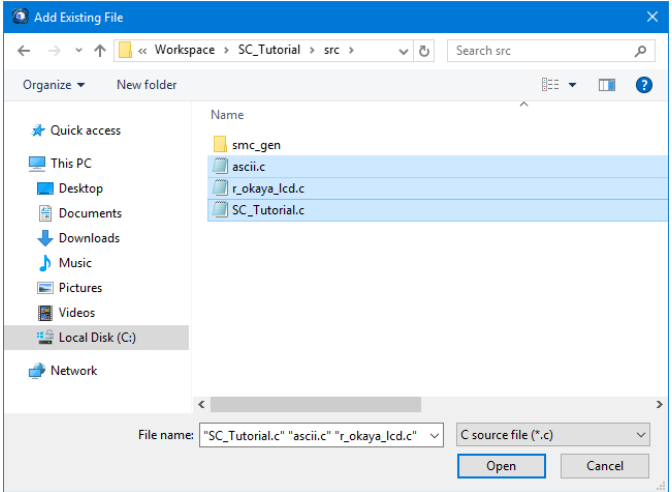 Add Existing File
« Workspace > SC_Tutorial > src >
Search src
Organize
New folder
?
Name
Quick access
This PC
Desktop
Documents
Downloads
Music
Pictures
Videos
Local Disk (C:)
Network
smc_gen
ascii.c
r_okaya_lcd.c
SC_Tutorial.c
File name: "SC_Tutorial.c" "ascii.c" "r_okaya_lcd.c"
C source file (*.c)
Open
Cancel